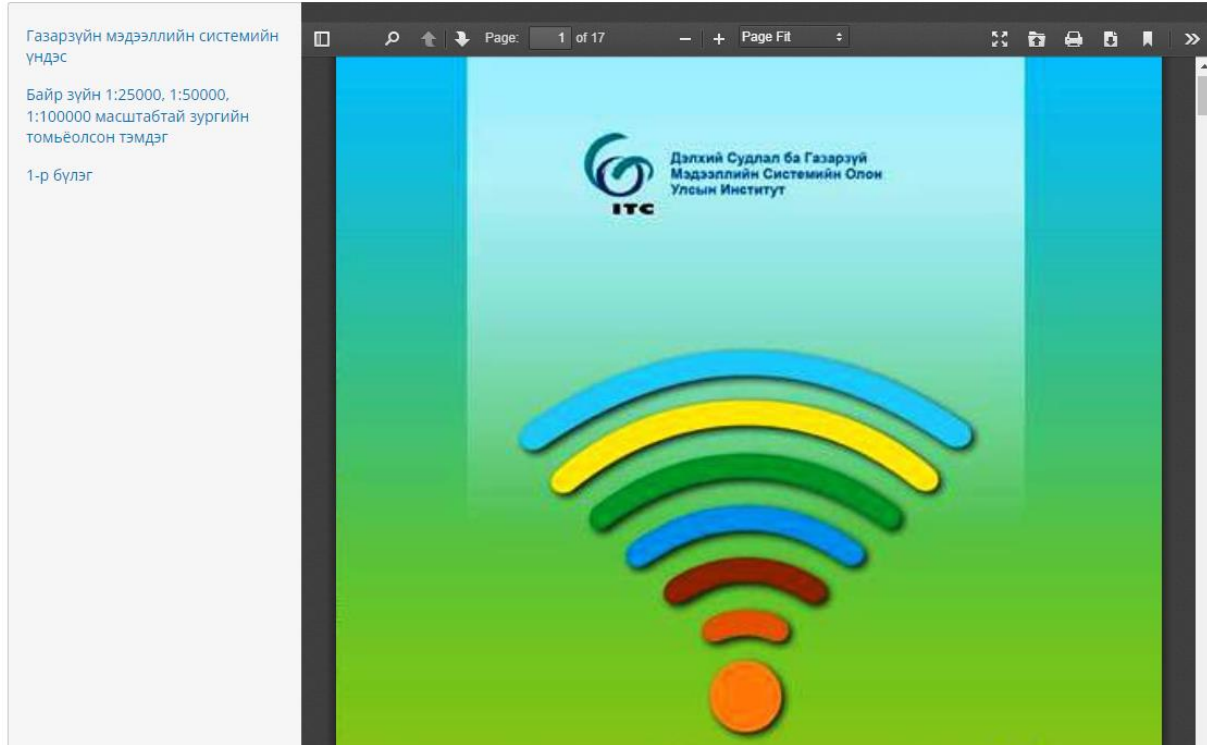 Газарзүйн мэдээллийн системийн
үндэс
Байр зүйн 1:25000, 1:50000,
1:100000 масштабтай зургийн
томьёолсон тэмдэг
1-р бүлэг
Page: 1 of 17
Page Fit
Дэлхий Судлал ба Газарзүй
Мэдээллийн Системийн Олон
Улсын Институт
ITC